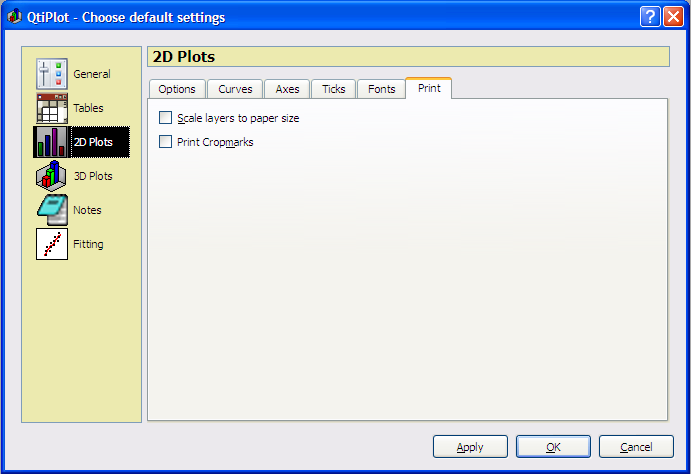 QtiPlot - Choose default settings
General
Tables
2D Plots
3D Plots
Notes
Fitting
2D Plots
Options Curves Axes Ticks Fonts Print
Scale layers to paper size
Print Cropmarks
Apply OK Cancel